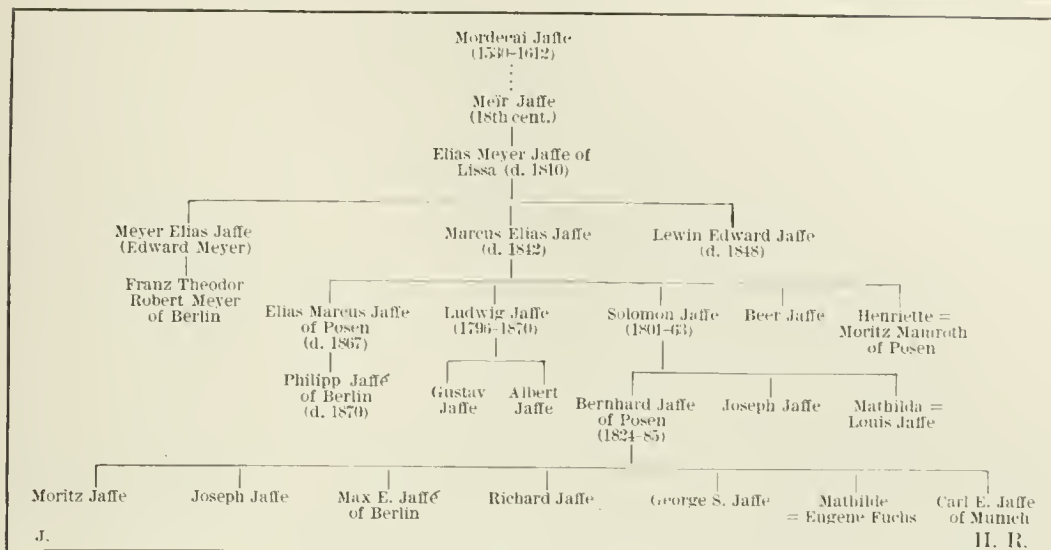 Mordecai Jaffe
(1530–1612)
Meïr Jaffe
(18th cent.)
Elias Meyer Jaffe of
Lissa (d. 1810)
Meyer Elias Jaffe
(Edward Meyer)
Marcus Elias Jaffe
(d. 1842)
Lewin Edward Jaffe
(d. 1848)
Franz Theodor
Robert Meyer
of Berlin
Elias Marcus Jaffe
of Posen
(d. 1867)
Ludwig Jaffe
(1796–1870)
Solomon Jaffe
(1801–63)
Beer Jaffe
Henriette =
Moritz Mamroth
of Posen
Philipp Jaffé
of Berlin
(d. 1870)
Gustav
Jaffe
Albert
Jaffe
Bernhard Jaffe
of Posen
(1824–85)
Joseph Jaffe
Mathilda =
Louis Jaffe
Moritz Jaffe
Joseph Jaffe
Max E. Jaffé
of Berlin
Richard Jaffe
George S. Jaffe
Mathilde
= Eugene Fuchs
Carl E. Jaffe
of Munich
J.
H. R.